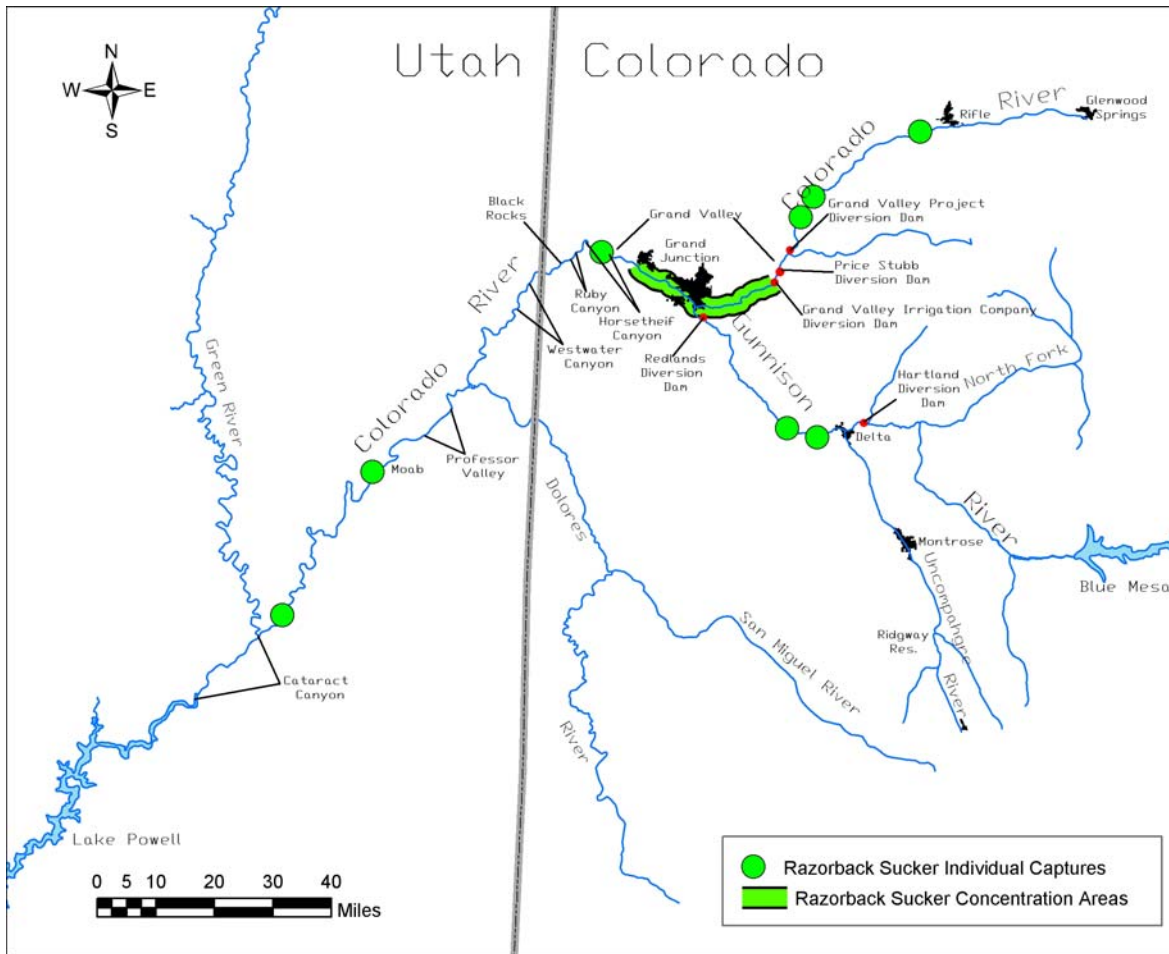 Utah Colorado
N
W E
S
River
Glenwood
Springs
Rifle
Colorado
Grand Valley Project
Diversion Dam
Black
Rocks
Grand Valley
Grand
Junction
Price Stubb
Diversion Dam
River
Ruby
Canyon
Horsetheif
Canyon
Grand Valley Irrigation Company
Diversion Dam
Westwater
Canyon
Redlands
Diversion
Dam
Gunnison
Hartland
Diversion
Dam
North Fork
Green River
Colorado
Delta
Professor
Valley
Moab
Dolores
River
Montrose
Blue Mesa
Uncompahgre
San Miguel River
Ridgway
Res.
River
Cataract
Canyon
River
Lake Powell
0 5 10 20 30 40
Miles
Razorback Sucker Individual Captures
Razorback Sucker Concentration Areas